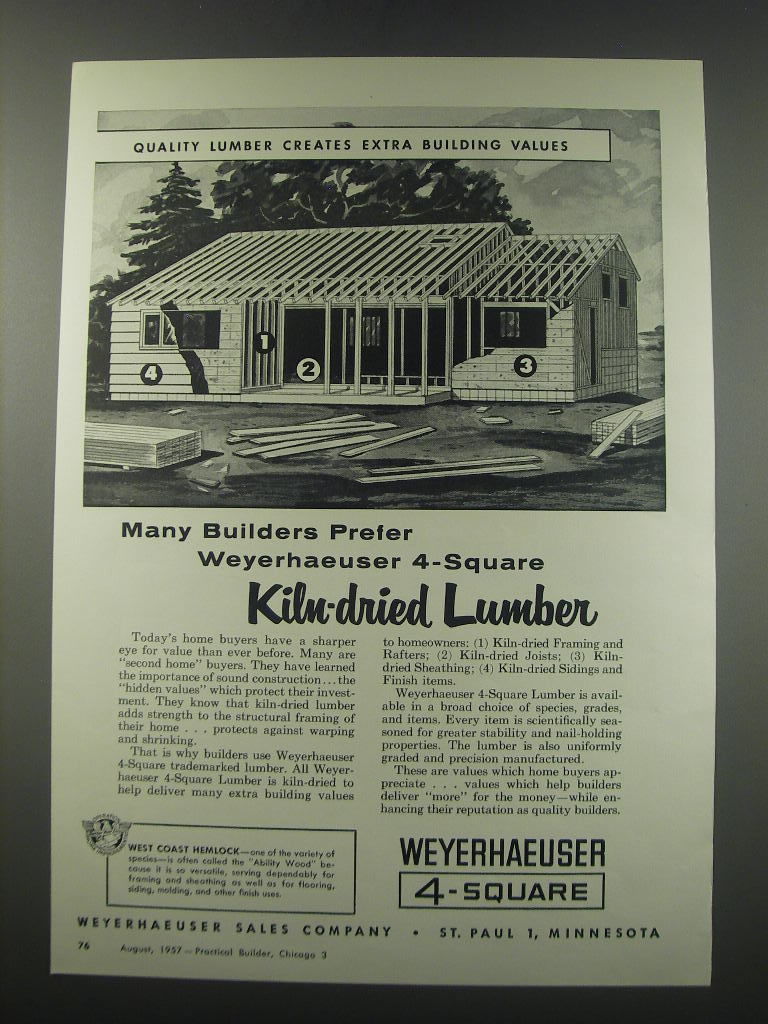 QUALITY LUMBER CREATES EXTRA BUILDING VALUES
1
2
3
4
Many Builders Prefer
Weyerhaeuser 4-Square
Kiln-dried Lumber
Today's home buyers have a sharper
eye for value than ever before. Many are
"second home" buyers. They have learned
the importance of sound construction...the
"hidden values" which protect their invest-
ment. They know that kiln-dried lumber
adds strength to the structural framing of
their home . . . protects against warping
and shrinking.
That is why builders use Weyerhaeuser
4-Square trademarked lumber. All Weyer-
haeuser 4-Square Lumber is kiln-dried to
help deliver many extra building values
to homeowners: (1) Kiln-dried Framing and
Rafters; (2) Kiln-dried Joists; (3) Kiln-
dried Sheathing; (4) Kiln-dried Sidings and
Finish items.
Weyerhaeuser 4-Square Lumber is avail-
able in a broad choice of species, grades,
and items. Every item is scientifically sea-
soned for greater stability and nail-holding
properties. The lumber is also uniformly
graded and precision manufactured.
These are values which home buyers ap-
preciate . . . values which help builders
deliver "more" for the money—while en-
hancing their reputation as quality builders.
WEST COAST HEMLOCK—one of the variety of
species—is often called the "Ability Wood" be-
cause it is so versatile, serving dependably for
framing and sheathing as well as for flooring,
siding, molding, and other finish uses.
WEYERHAEUSER
4-SQUARE
WEYERHAEUSER SALES COMPANY • ST. PAUL 1, MINNESOTA
76 August, 1957—Practical Builder, Chicago 3